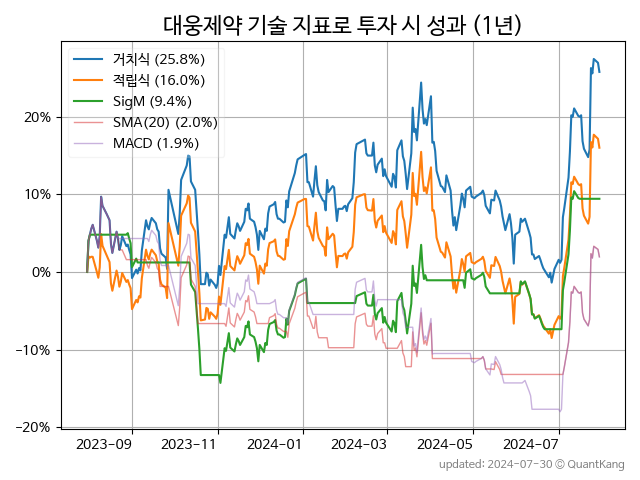 대웅제약 기술 지표로 투자 시 성과 (1년)
거치식 (25.8%)
적립식 (16.0%)
SigM (9.4%)
SMA(20) (2.0%)
MACD (1.9%)
20%
10%
0%
−10%
−20%
2023-09 2023-11 2024-01 2024-03 2024-05 2024-07
updated: 2024-07-30 © QuantKang